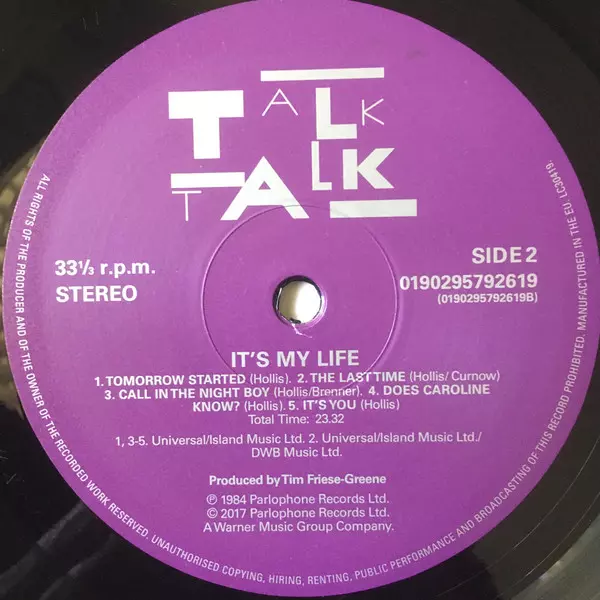 TALK
TALK
33⅓ r.p.m.
STEREO
SIDE 2
0190295792619
(0190295792619B)
IT'S MY LIFE
1. TOMORROW STARTED (Hollis). 2. THE LAST TIME (Hollis/ Curnow)
3. CALL IN THE NIGHT BOY (Hollis/Brenner). 4. DOES CAROLINE
KNOW? (Hollis). 5. IT'S YOU (Hollis)
Total Time: 23.32
1, 3-5. Universal/Island Music Ltd. 2. Universal/Island Music Ltd./
DWB Music Ltd.
Produced by Tim Friese-Greene
℗ 1984 Parlophone Records Ltd.
© 2017 Parlophone Records Ltd.
A Warner Music Group Company.
ALL RIGHTS OF THE PRODUCER AND OF THE OWNER OF THE RECORDED WORK RESERVED. UNAUTHORISED COPYING, HIRING, RENTING, PUBLIC PERFORMANCE AND BROADCASTING OF THIS RECORD PROHIBITED. MANUFACTURED IN THE EU. LC30419.